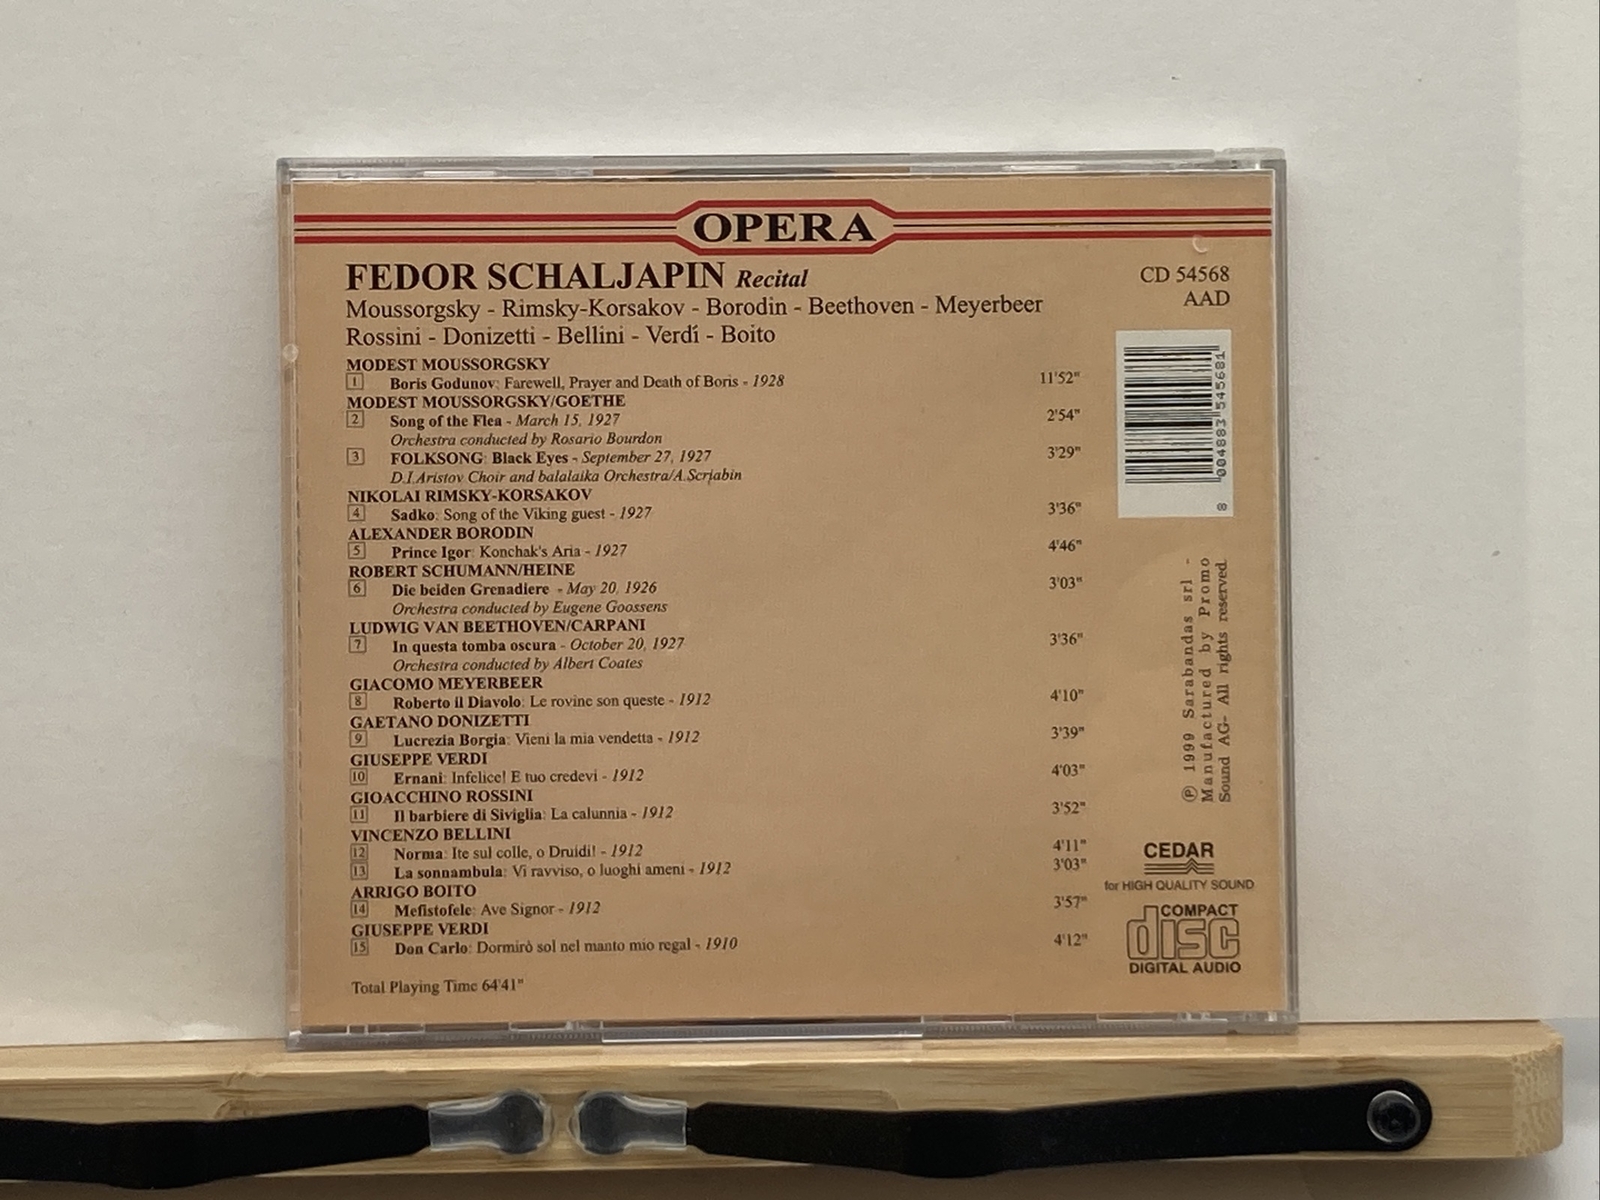 OPERA
FEDOR SCHALJAPIN Recital
CD 54568
AAD
Moussorgsky - Rimsky-Korsakov - Borodin - Beethoven - Meyerbeer
Rossini - Donizetti - Bellini - Verdí - Boito
MODEST MOUSSORGSKY
1 Boris Godunov: Farewell, Prayer and Death of Boris - 1928 11'52"
MODEST MOUSSORGSKY/GOETHE
2 Song of the Flea - March 15, 1927 2'54"
Orchestra conducted by Rosario Bourdon
3 FOLKSONG: Black Eyes - September 27, 1927 3'29"
D.I.Aristov Choir and balalaika Orchestra/A.Scrjabin
NIKOLAI RIMSKY-KORSAKOV
4 Sadko: Song of the Viking guest - 1927 3'36"
ALEXANDER BORODIN
5 Prince Igor: Konchak's Aria - 1927 4'46"
ROBERT SCHUMANN/HEINE
6 Die beiden Grenadiere - May 20, 1926 3'03"
Orchestra conducted by Eugene Goossens
LUDWIG VAN BEETHOVEN/CARPANI
7 In questa tomba oscura - October 20, 1927 3'36"
Orchestra conducted by Albert Coates
GIACOMO MEYERBEER
8 Roberto il Diavolo: Le rovine son queste - 1912 4'10"
GAETANO DONIZETTI
9 Lucrezia Borgia: Vieni la mia vendetta - 1912 3'39"
GIUSEPPE VERDI
10 Ernani: Infelice! E tuo credevi - 1912 4'03"
GIOACCHINO ROSSINI
11 Il barbiere di Siviglia: La calunnia - 1912 3'52"
VINCENZO BELLINI
12 Norma: Ite sul colle, o Druidi! - 1912 4'11"
13 La sonnambula: Vi ravviso, o luoghi ameni - 1912 3'03"
ARRIGO BOITO
14 Mefistofele: Ave Signor - 1912 3'57"
GIUSEPPE VERDI
15 Don Carlo: Dormirò sol nel manto mio regal - 1910 4'12"
Total Playing Time 64'41"
8 004883 545681
℗ 1999 Sarabandas srl -
Manufactured by Promo
Sound AG- All rights reserved.
CEDAR
for HIGH QUALITY SOUND
COMPACT
disc
DIGITAL AUDIO